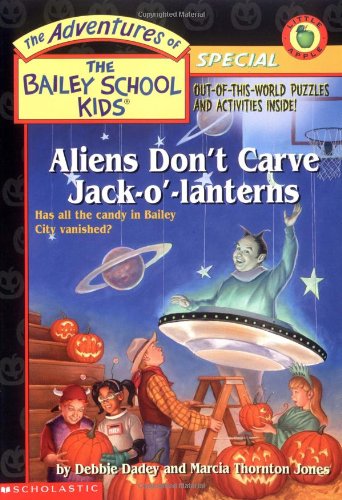 The Adventures of
THE
BAILEY SCHOOL
KIDS®
SPECIAL
LITTLE APPLE
OUT-OF-THIS-WORLD PUZZLES
AND ACTIVITIES INSIDE!
Aliens Don't Carve
Jack-o'-lanterns
Has all the candy in Bailey
City vanished?
by Debbie Dadey and Marcia Thornton Jones
SCHOLASTIC